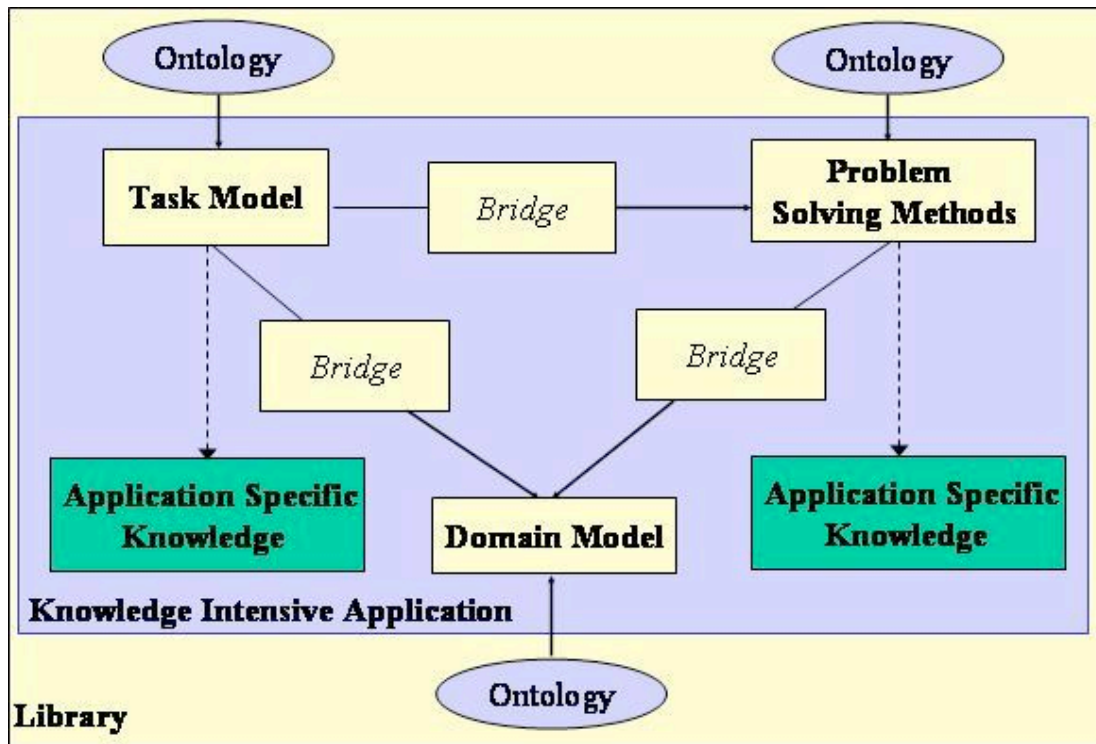 Ontology
Ontology
Task Model
Bridge
Problem
Solving Methods
Bridge
Bridge
Application Specific
Knowledge
Domain Model
Application Specific
Knowledge
Knowledge Intensive Application
Ontology
Library